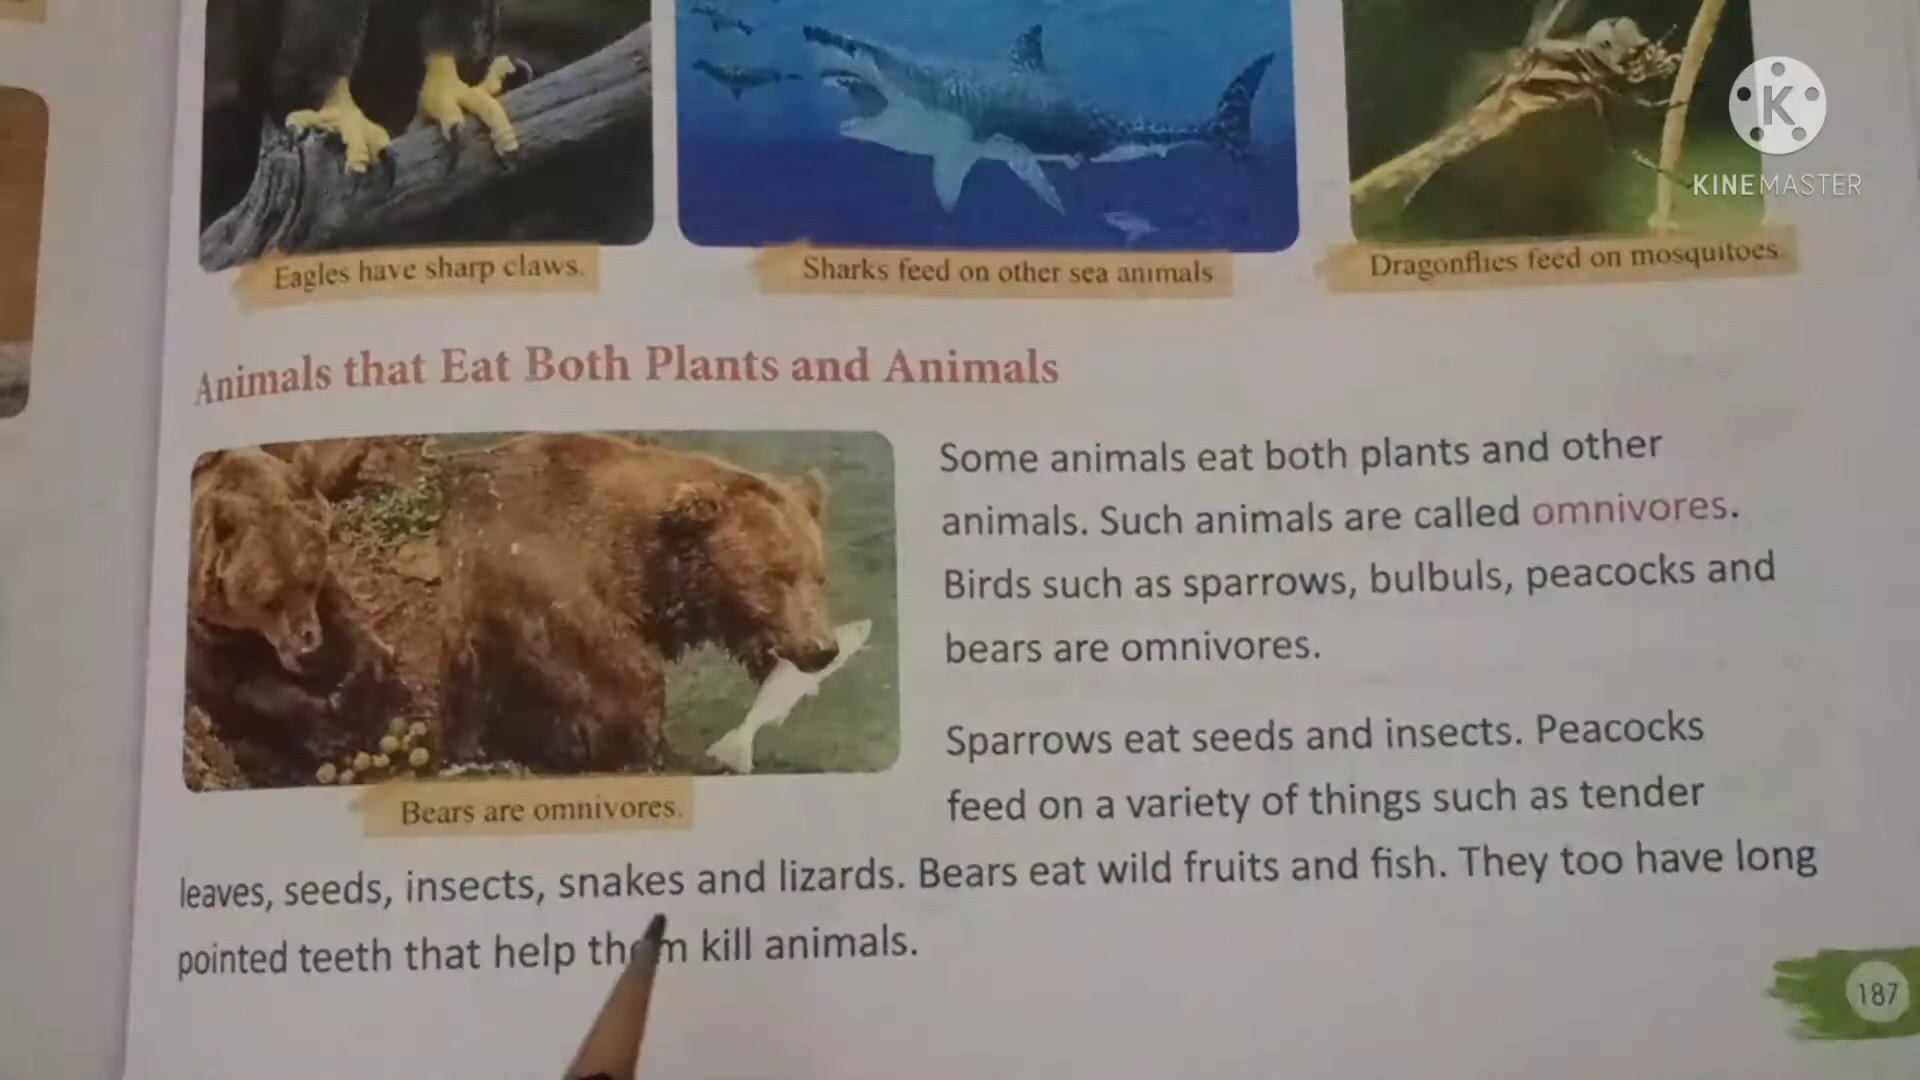 KINEMASTER
Eagles have sharp claws.
Sharks feed on other sea animals
Dragonflies feed on mosquitoes.
Animals that Eat Both Plants and Animals
Some animals eat both plants and other
animals. Such animals are called omnivores.
Birds such as sparrows, bulbuls, peacocks and
bears are omnivores.
Sparrows eat seeds and insects. Peacocks
feed on a variety of things such as tender
Bears are omnivores.
leaves, seeds, insects, snakes and lizards. Bears eat wild fruits and fish. They too have long
pointed teeth that help them kill animals.
187